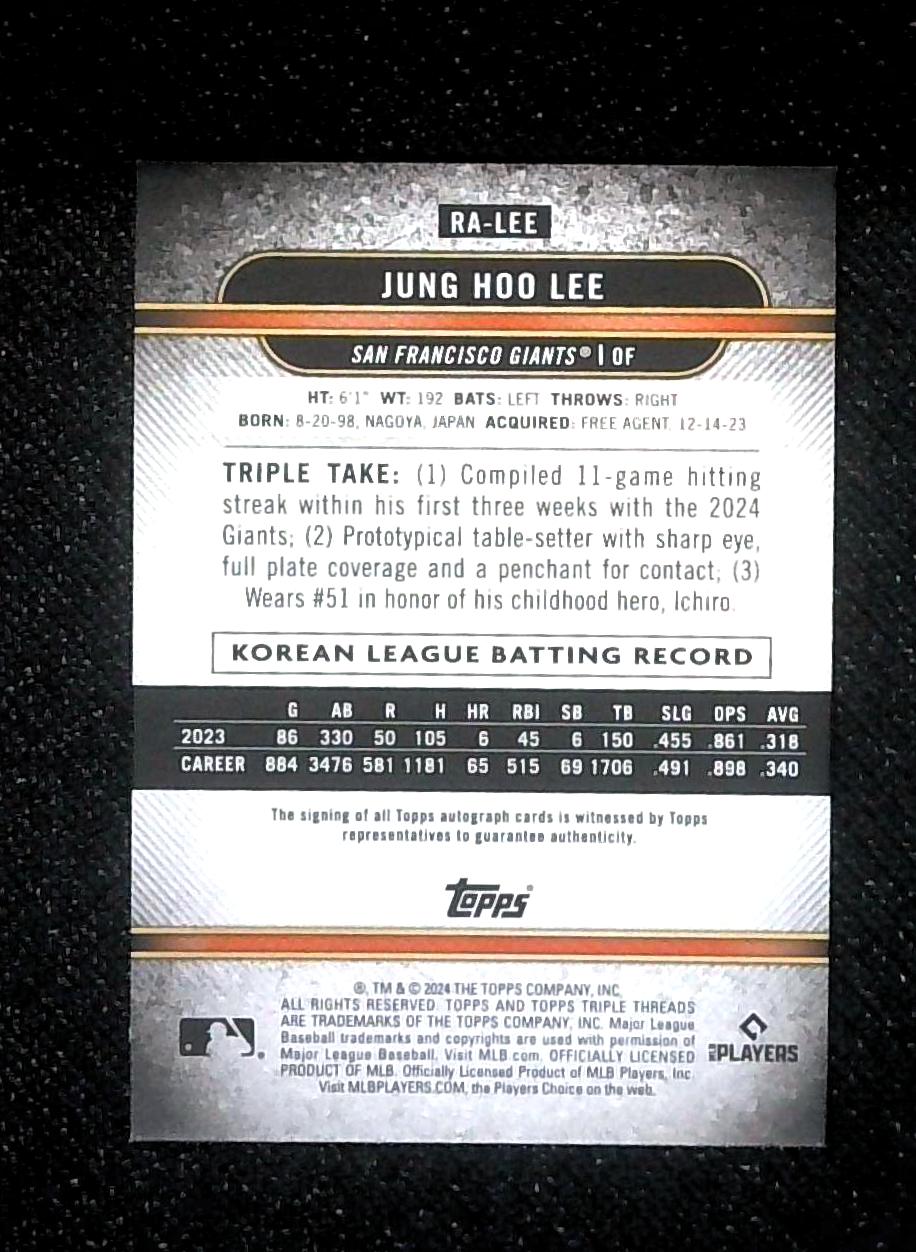 RA-LEE
JUNG HOO LEE
SAN FRANCISCO GIANTS® | OF
HT: 6'1" WT: 192 BATS: LEFT THROWS: RIGHT
BORN: 8-20-98, NAGOYA, JAPAN ACQUIRED: FREE AGENT, 12-14-23
TRIPLE TAKE: (1) Compiled 11-game hitting
streak within his first three weeks with the 2024
Giants; (2) Prototypical table-setter with sharp eye,
full plate coverage and a penchant for contact; (3)
Wears #51 in honor of his childhood hero, Ichiro.
KOREAN LEAGUE BATTING RECORD
G AB R H HR RBI SB TB SLG OPS AVG
2023 86 330 50 105 6 45 6 150 .455 .861 .318
CAREER 884 3476 581 1181 65 515 69 1706 .491 .898 .340
The signing of all Topps autograph cards is witnessed by Topps
representatives to guarantee authenticity.
topps®
®, TM & © 2024 THE TOPPS COMPANY, INC.
ALL RIGHTS RESERVED. TOPPS AND TOPPS TRIPLE THREADS
ARE TRADEMARKS OF THE TOPPS COMPANY, INC. Major League
Baseball trademarks and copyrights are used with permission of
Major League Baseball. Visit MLB.com. OFFICIALLY LICENSED
PRODUCT OF MLB. Officially Licensed Product of MLB Players, Inc.
Visit MLBPLAYERS.COM, the Players Choice on the web.
PLAYERS